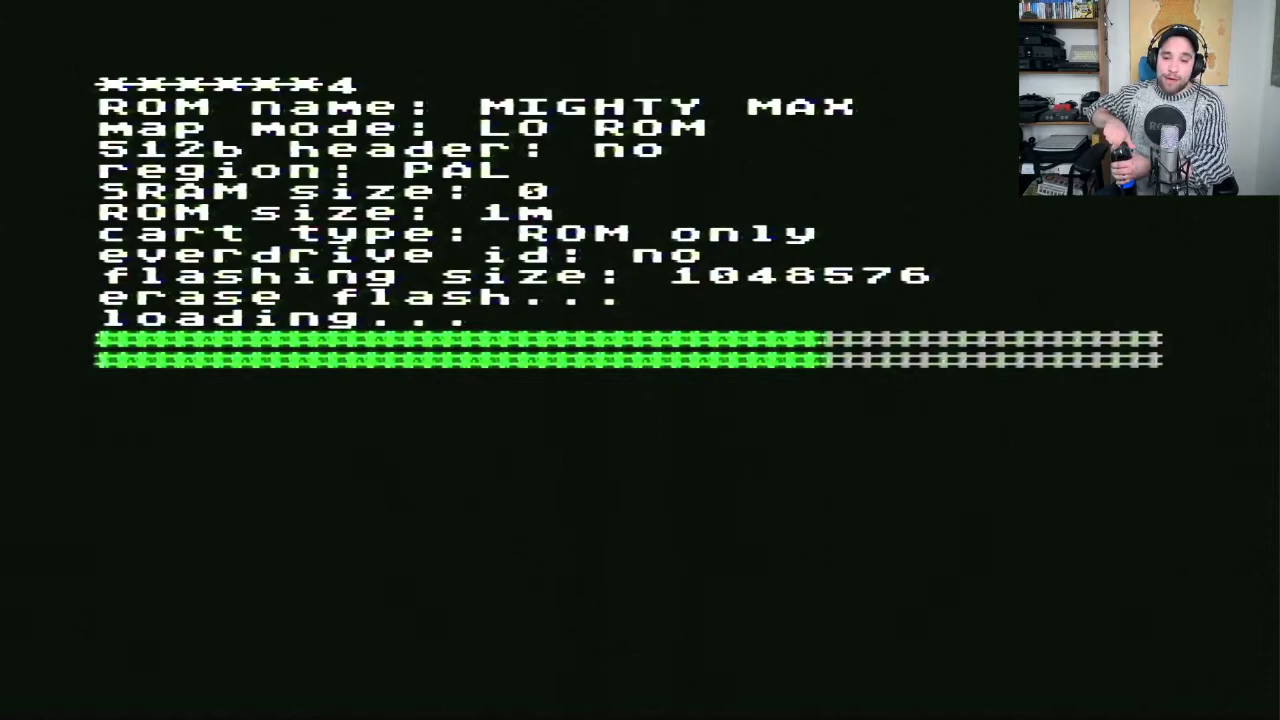 ******4
ROM name: MIGHTY MAX
map mode: LO ROM
512b header: no
region: PAL
SRAM size: 0
ROM size: 1m
cart type: ROM only
everdrive id: no
flashing size: 1048576
erase flash...
loading...